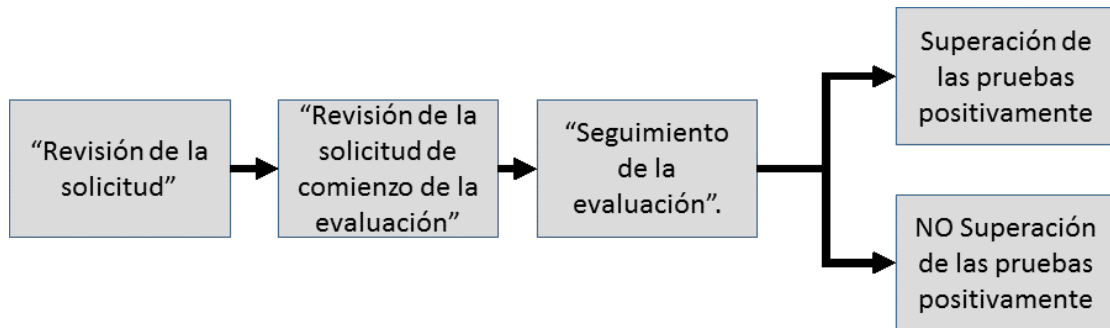 “Revisión de la
solicitud”
“Revisión de la
solicitud de
comienzo de la
evaluación”
“Seguimiento
de la
evaluación”.
Superación de
las pruebas
positivamente
NO Superación
de las pruebas
positivamente